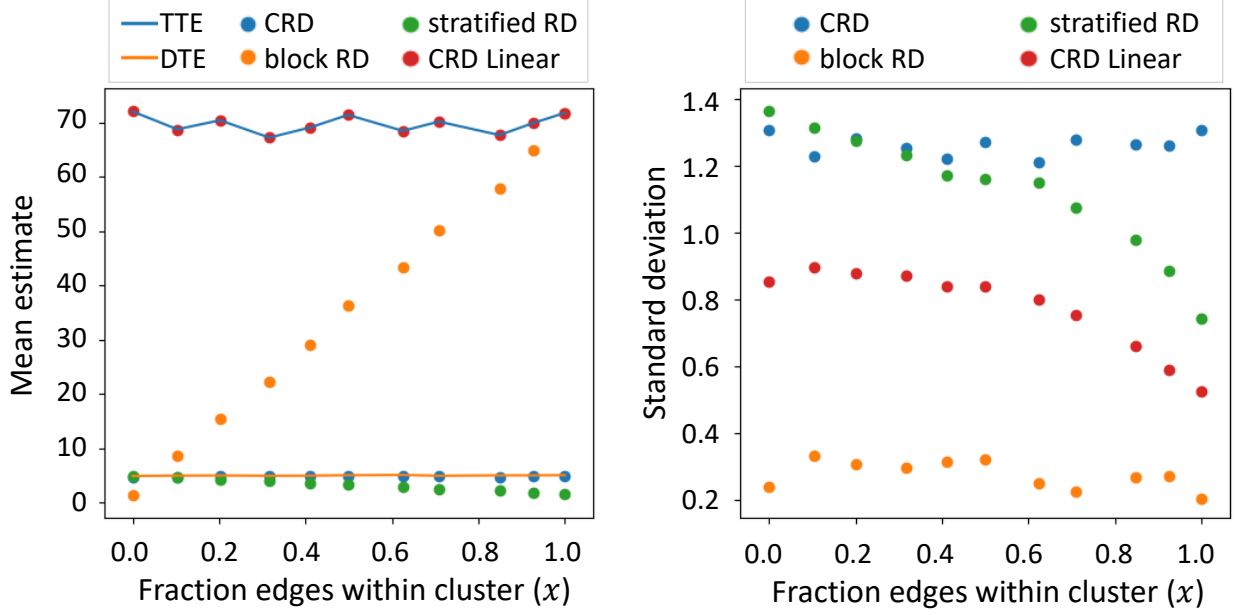 TTE CRD stratified RD
DTE block RD CRD Linear
70
60
50
40
30
20
10
0
Mean estimate
0.0 0.2 0.4 0.6 0.8 1.0
Fraction edges within cluster (x)
CRD stratified RD
block RD CRD Linear
1.4
1.2
1.0
0.8
0.6
0.4
0.2
Standard deviation
0.0 0.2 0.4 0.6 0.8 1.0
Fraction edges within cluster (x)